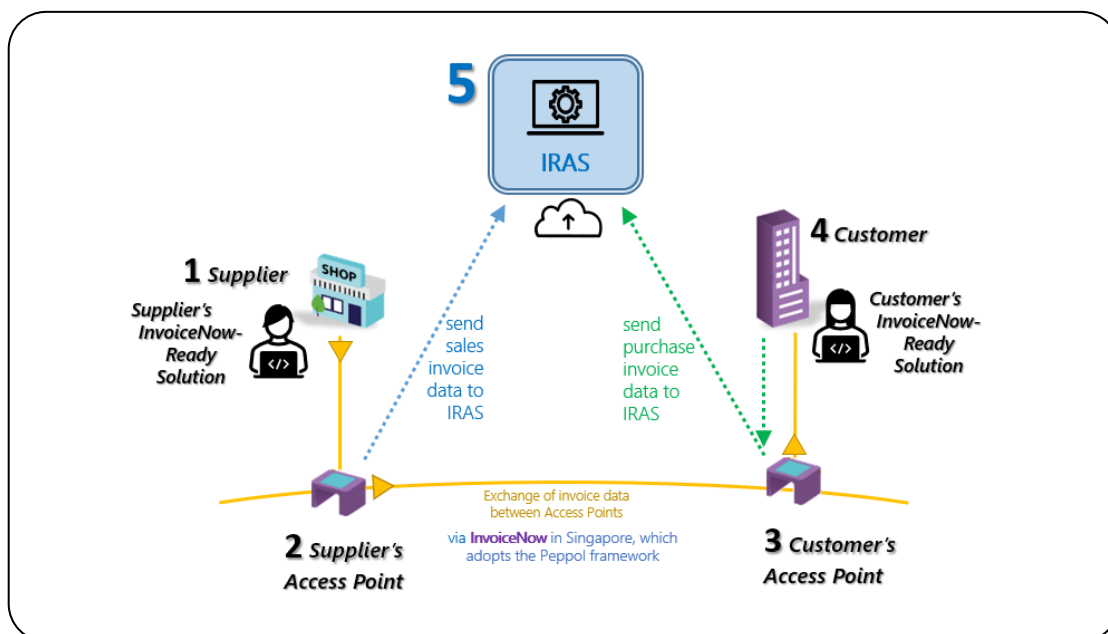 5
IRAS
1 Supplier
SHOP
Supplier's
InvoiceNow-
Ready
Solution
</>
send
sales
invoice
data to
IRAS
send
purchase
invoice
data to
IRAS
4 Customer
Customer's
InvoiceNow-
Ready
Solution
</>
Exchange of invoice data
between Access Points
via InvoiceNow in Singapore, which
adopts the Peppol framework
2 Supplier's
Access Point
3 Customer's
Access Point